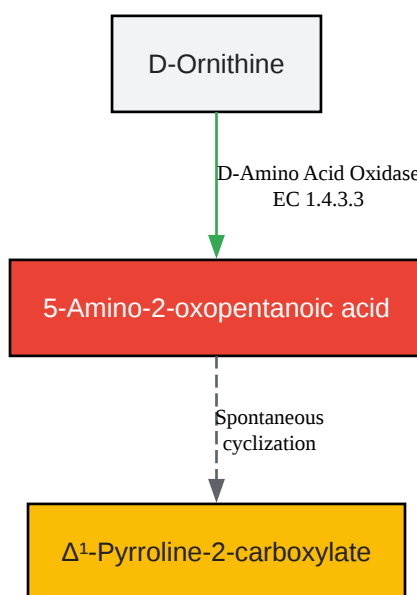 D-Ornithine
D-Amino Acid Oxidase
EC 1.4.3.3
5-Amino-2-oxopentanoic acid
Spontaneous
cyclization
Δ¹-Pyrroline-2-carboxylate